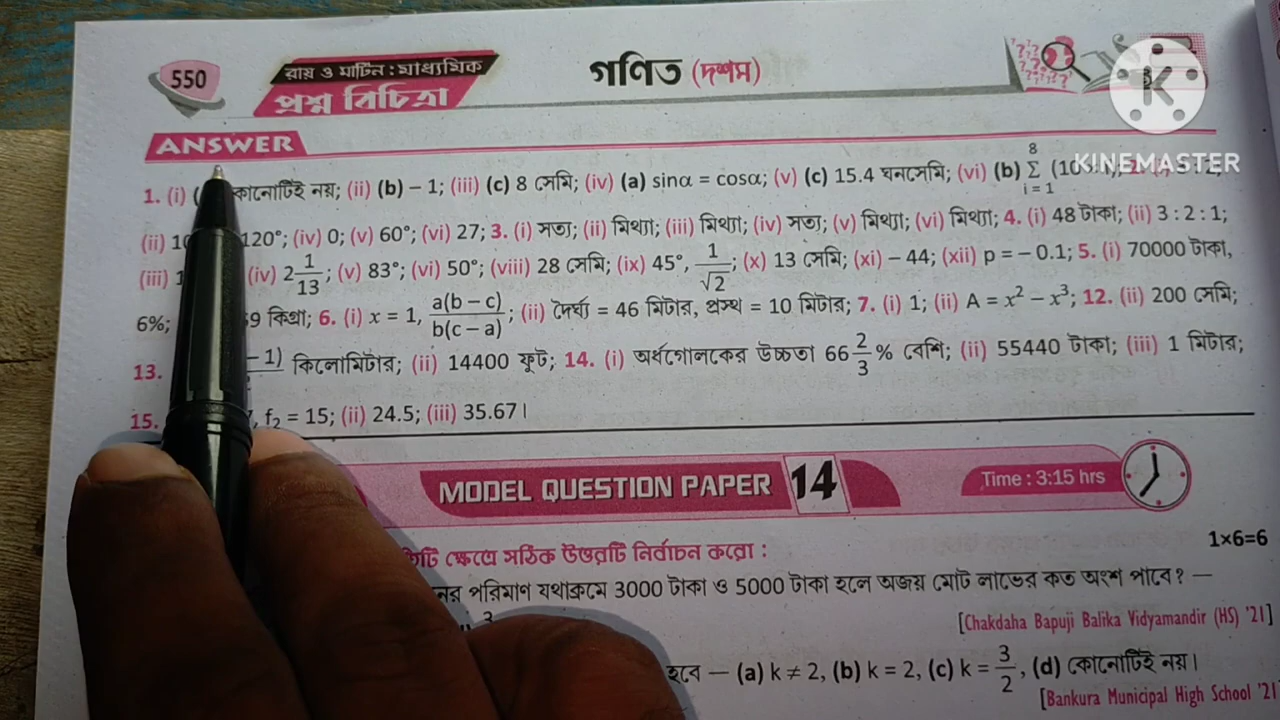 550
রায় ও মার্টিন : মাধ্যমিক
প্রশ্ন বিচিত্রা
গণিত (দশম)
KINEMASTER
ANSWER
1. (i) কোনোটিই নয়; (ii) (b) – 1; (iii) (c) 8 সেমি; (iv) (a) sinα = cosα; (v) (c) 15.4 ঘনসেমি; (vi) (b) 8 Σ i = 1
(ii) 120°; (iv) 0; (v) 60°; (vi) 27; 3. (i) সত্য; (ii) মিথ্যা; (iii) মিথ্যা; (iv) সত্য; (v) মিথ্যা; (vi) মিথ্যা; 4. (i) 48 টাকা; (ii) 3 : 2 : 1;
(iii) (iv) 2 1/13; (v) 83°; (vi) 50°; (viii) 28 সেমি; (ix) 45°, 1/√2; (x) 13 সেমি; (xi) – 44; (xii) p = – 0.1; 5. (i) 70000 টাকা,
6%; কিগ্রা; 6. (i) x = 1, a(b – c)/b(c – a); (ii) দৈর্ঘ্য = 46 মিটার, প্রস্থ = 10 মিটার; 7. (i) 1; (ii) A = x² – x³; 12. (ii) 200 সেমি;
13. – 1) কিলোমিটার; (ii) 14400 ফুট; 14. (i) অর্ধগোলকের উচ্চতা 66 2/3 % বেশি; (ii) 55440 টাকা; (iii) 1 মিটার;
15. f₂ = 15; (ii) 24.5; (iii) 35.67।
MODEL QUESTION PAPER 14
Time : 3:15 hrs
ক্ষেত্রে সঠিক উত্তরটি নির্বাচন করো : 1×6=6
পরিমাণ যথাক্রমে 3000 টাকা ও 5000 টাকা হলে অজয় মোট লাভের কত অংশ পাবে? —
[Chakdaha Bapuji Balika Vidyamandir (HS) '21]
হবে — (a) k ≠ 2, (b) k = 2, (c) k = 3/2, (d) কোনোটিই নয়।
[Bankura Municipal High School '21